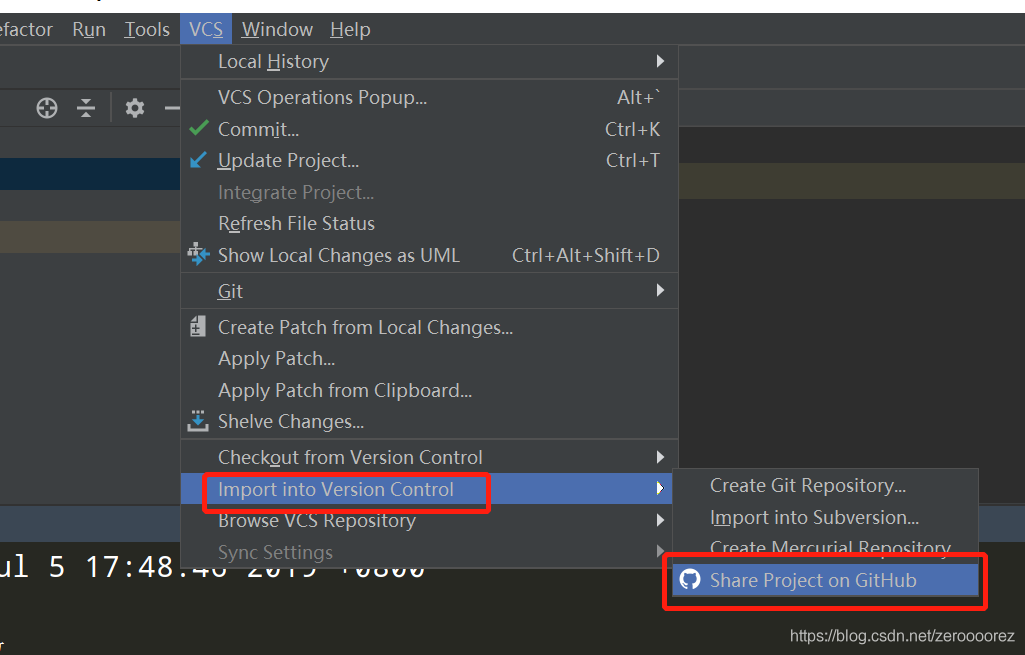 efactor Run Tools VCS Window Help
Local History
VCS Operations Popup... Alt+`
Commit... Ctrl+K
Update Project... Ctrl+T
Integrate Project...
Refresh File Status
Show Local Changes as UML Ctrl+Alt+Shift+D
Git
Create Patch from Local Changes...
Apply Patch...
Apply Patch from Clipboard...
Shelve Changes...
Checkout from Version Control
Import into Version Control
Browse VCS Repository
Sync Settings
Create Git Repository...
Import into Subversion...
Create Mercurial Repository
Share Project on GitHub
ul 5 17:48:46 2019 +0800
r
https://blog.csdn.net/zeroooorez